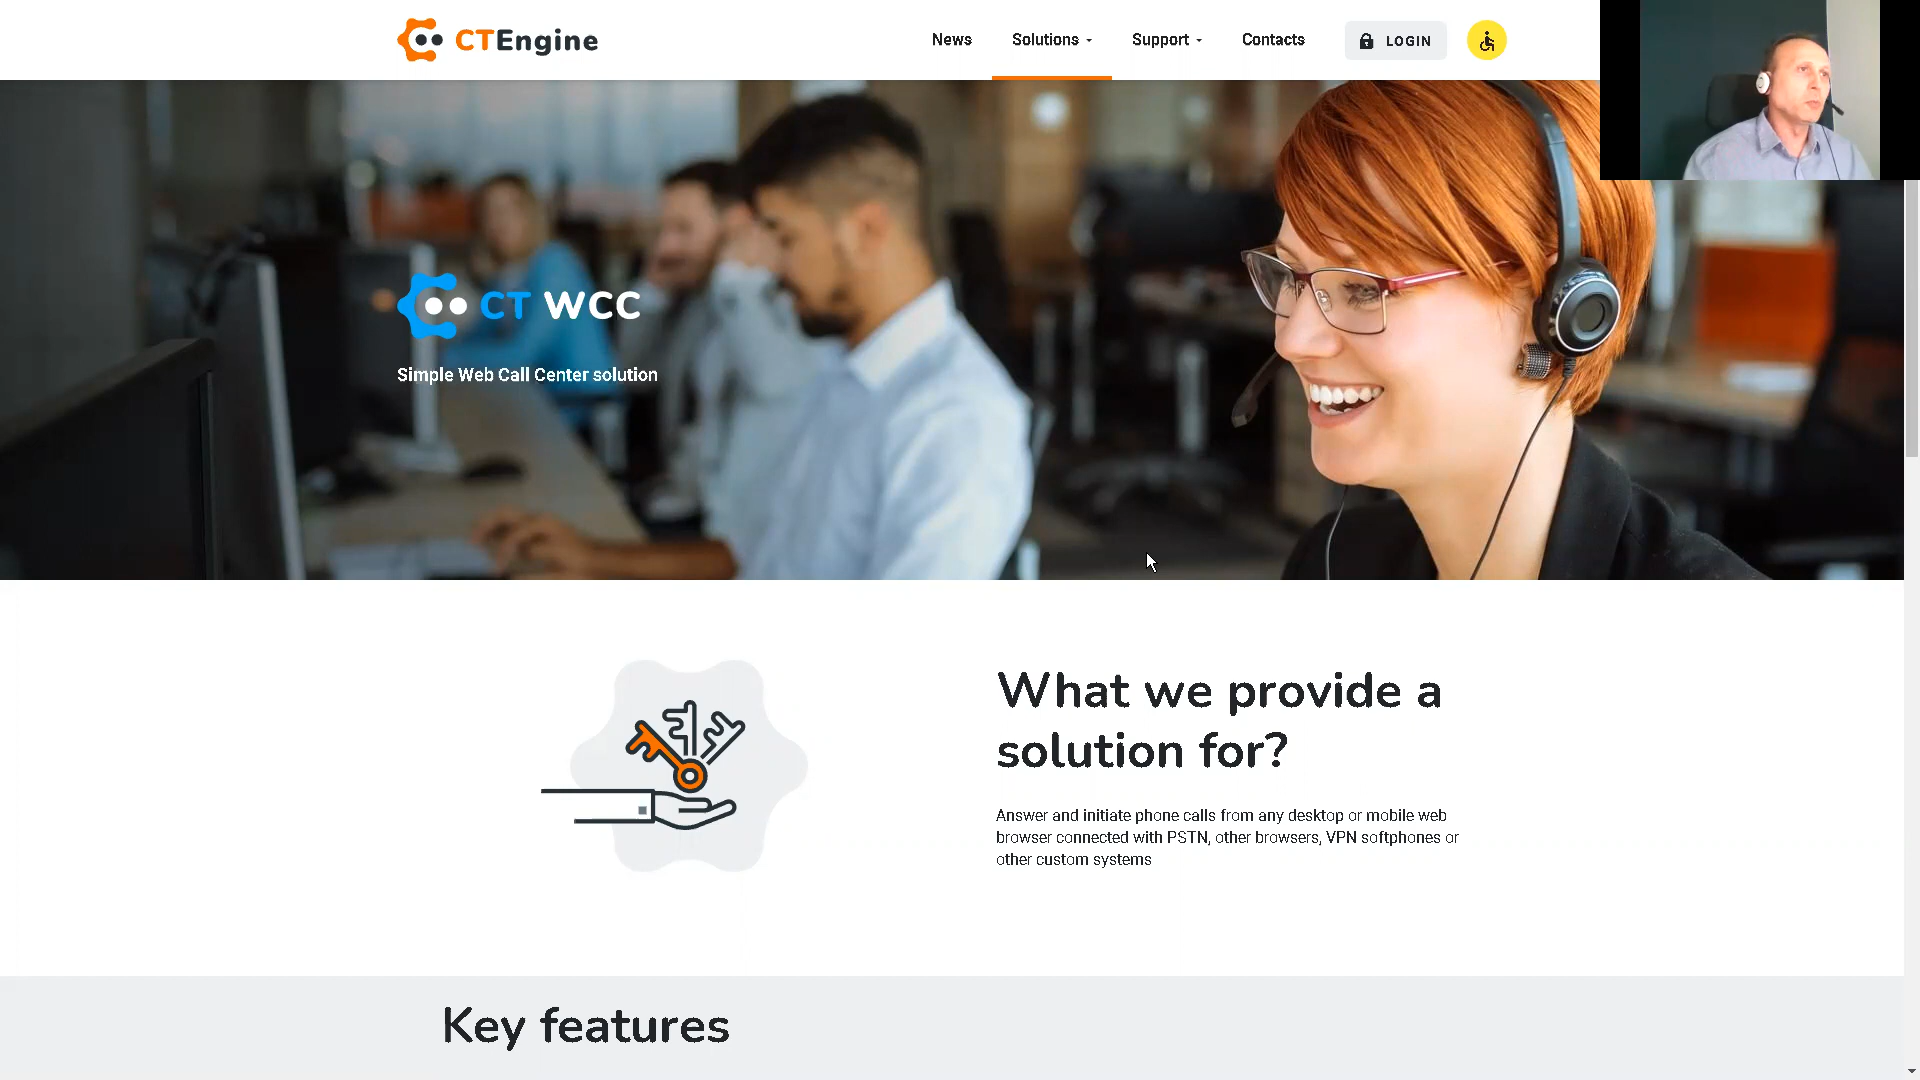 CTEngine
News
Solutions
Support
Contacts
LOGIN
CT WCC
Simple Web Call Center solution
What we provide a
solution for?
Answer and initiate phone calls from any desktop or mobile web
browser connected with PSTN, other browsers, VPN softphones or
other custom systems
Key features